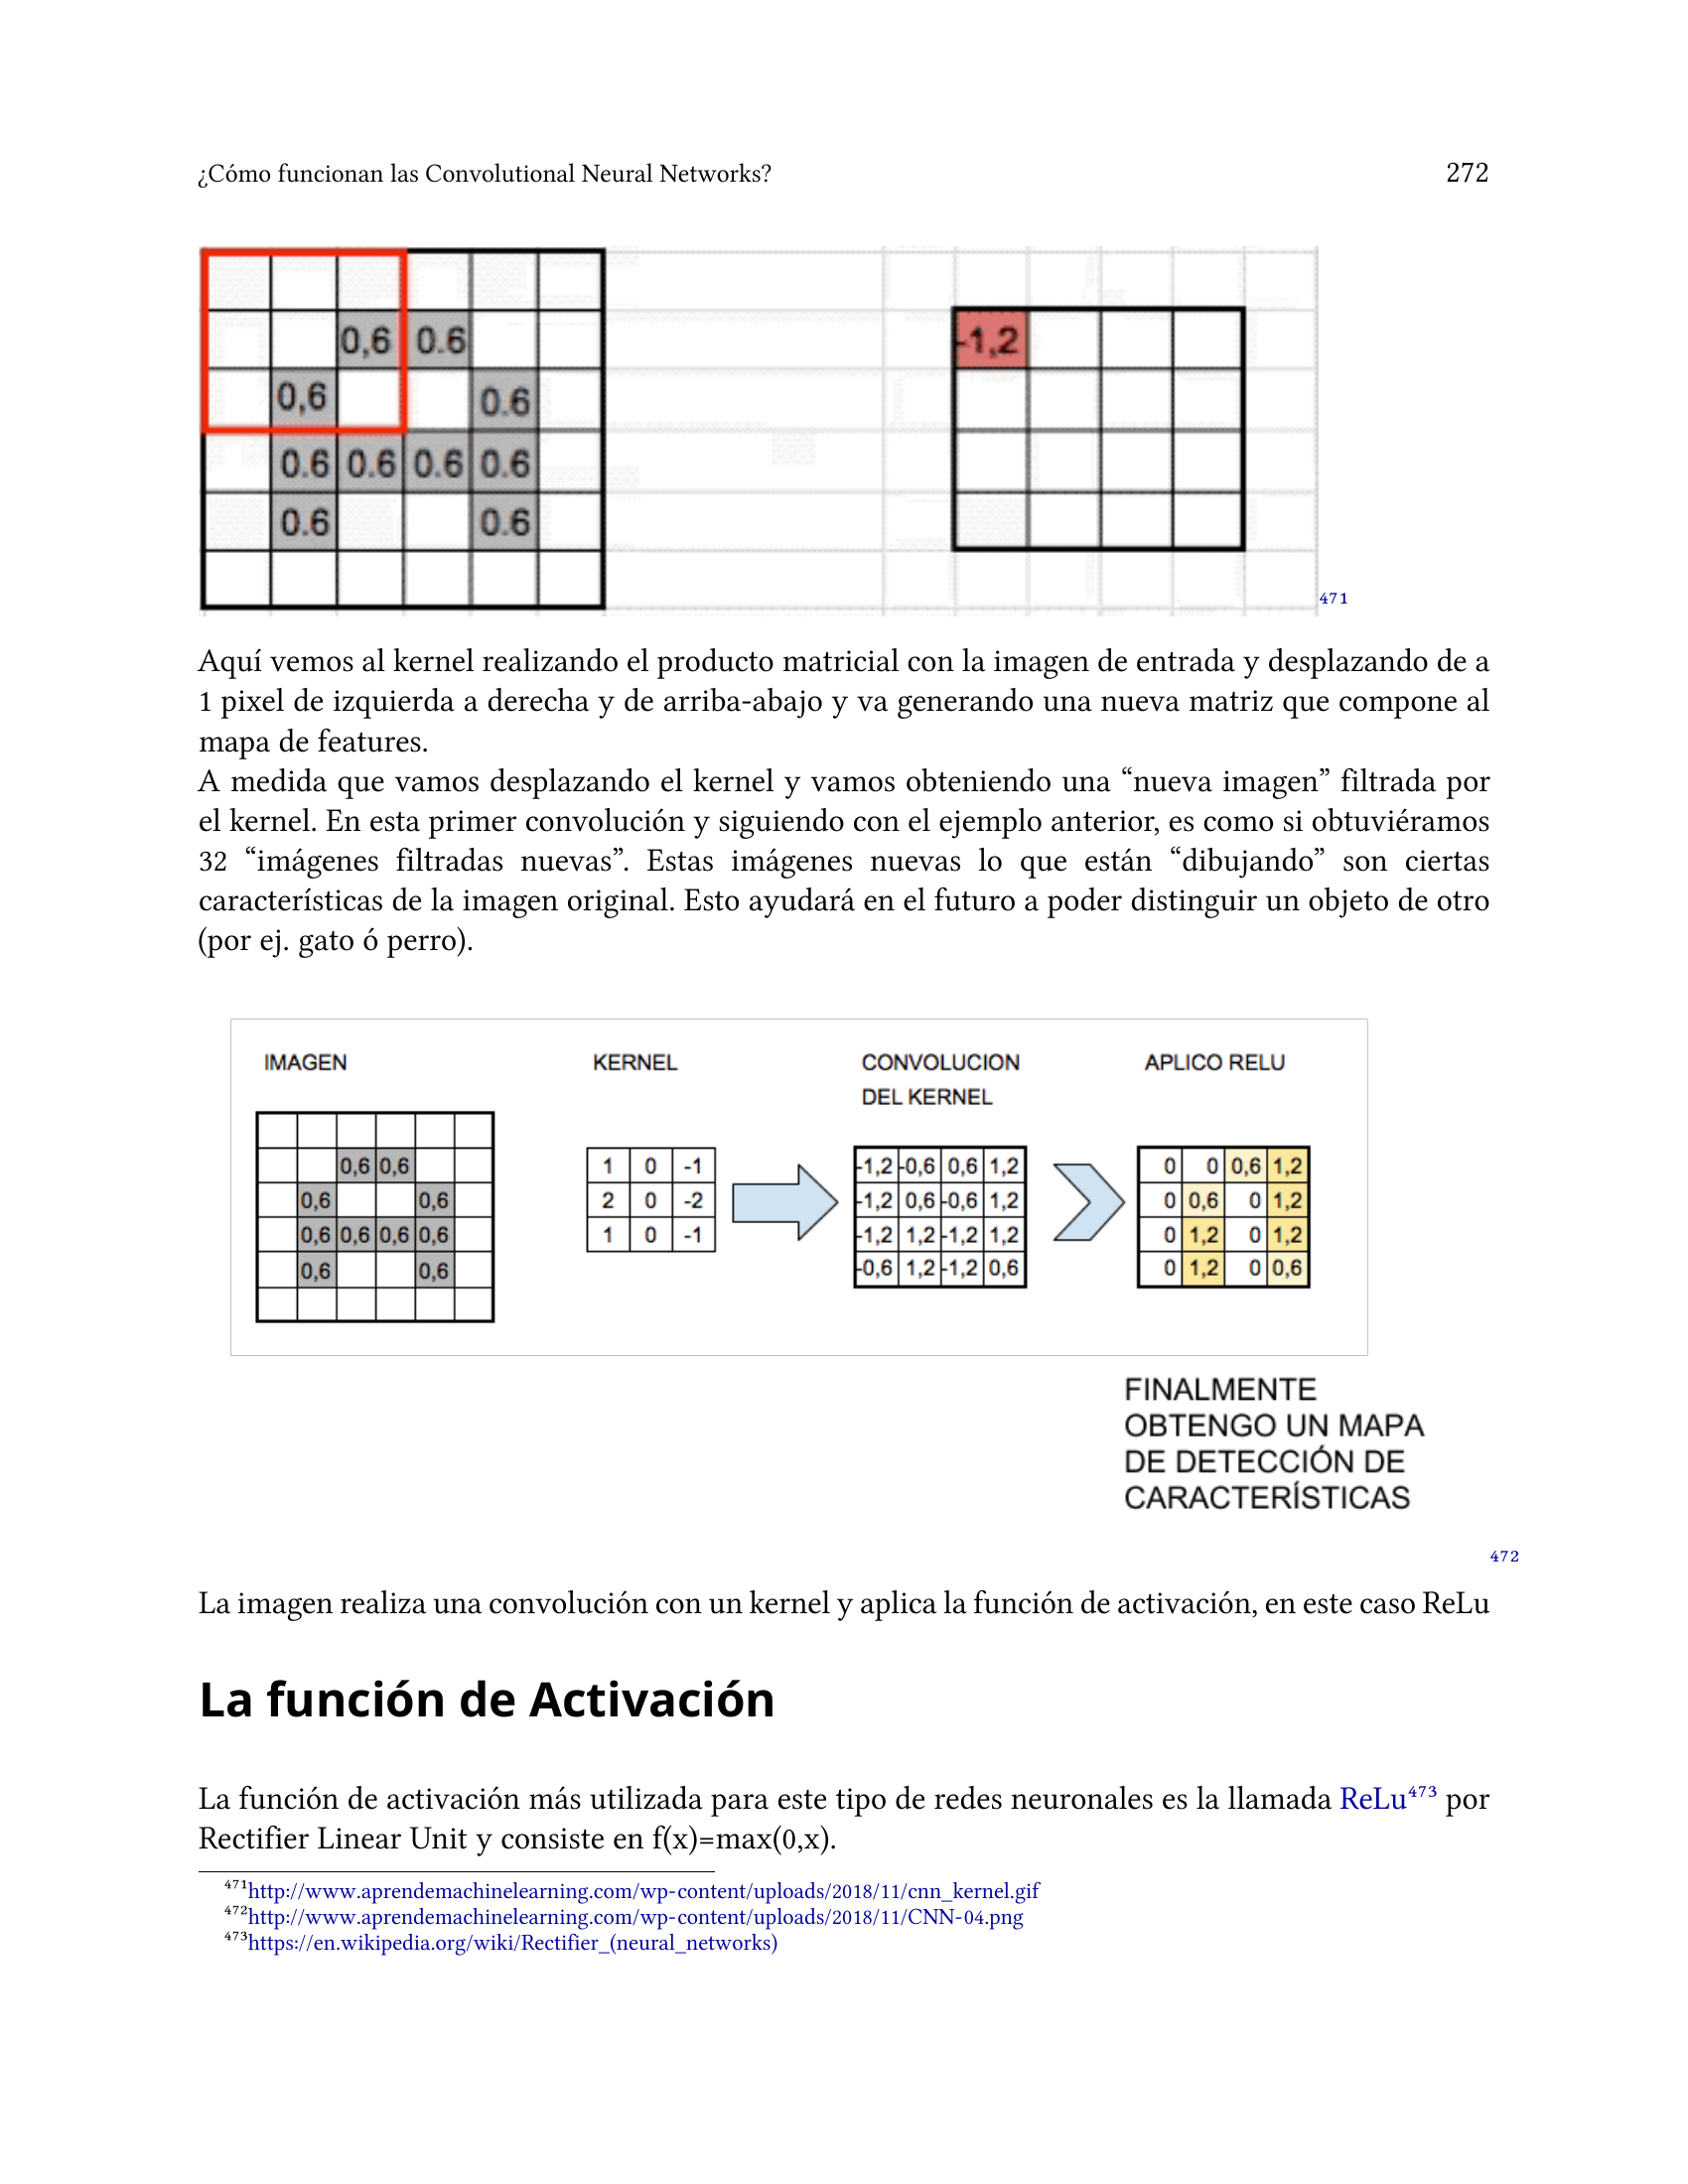 ¿Cómo funcionan las Convolutional Neural Networks? 272
0,6 0.6
-1,2
0,6 0.6
0.6 0.6 0.6 0.6
0.6 0.6
471
Aquí vemos al kernel realizando el producto matricial con la imagen de entrada y desplazando de a
1 pixel de izquierda a derecha y de arriba-abajo y va generando una nueva matriz que compone al
mapa de features.
A medida que vamos desplazando el kernel y vamos obteniendo una “nueva imagen” filtrada por
el kernel. En esta primer convolución y siguiendo con el ejemplo anterior, es como si obtuviéramos
32 “imágenes filtradas nuevas”. Estas imágenes nuevas lo que están “dibujando” son ciertas
características de la imagen original. Esto ayudará en el futuro a poder distinguir un objeto de otro
(por ej. gato ó perro).
IMAGEN
0,6 0,6
0,6 0,6
0,6 0,6 0,6 0,6
0,6 0,6
KERNEL
1 0 -1
2 0 -2
1 0 -1
CONVOLUCION
DEL KERNEL
-1,2 -0,6 0,6 1,2
-1,2 0,6 -0,6 1,2
-1,2 1,2 -1,2 1,2
-0,6 1,2 -1,2 0,6
APLICO RELU
0 0 0,6 1,2
0 0,6 0 1,2
0 1,2 0 1,2
0 1,2 0 0,6
FINALMENTE
OBTENGO UN MAPA
DE DETECCIÓN DE
CARACTERÍSTICAS
472
La imagen realiza una convolución con un kernel y aplica la función de activación, en este caso ReLu
La función de Activación
La función de activación más utilizada para este tipo de redes neuronales es la llamada ReLu⁴⁷³ por
Rectifier Linear Unit y consiste en f(x)=max(0,x).
⁴⁷¹http://www.aprendemachinelearning.com/wp-content/uploads/2018/11/cnn_kernel.gif
⁴⁷²http://www.aprendemachinelearning.com/wp-content/uploads/2018/11/CNN-04.png
⁴⁷³https://en.wikipedia.org/wiki/Rectifier_(neural_networks)